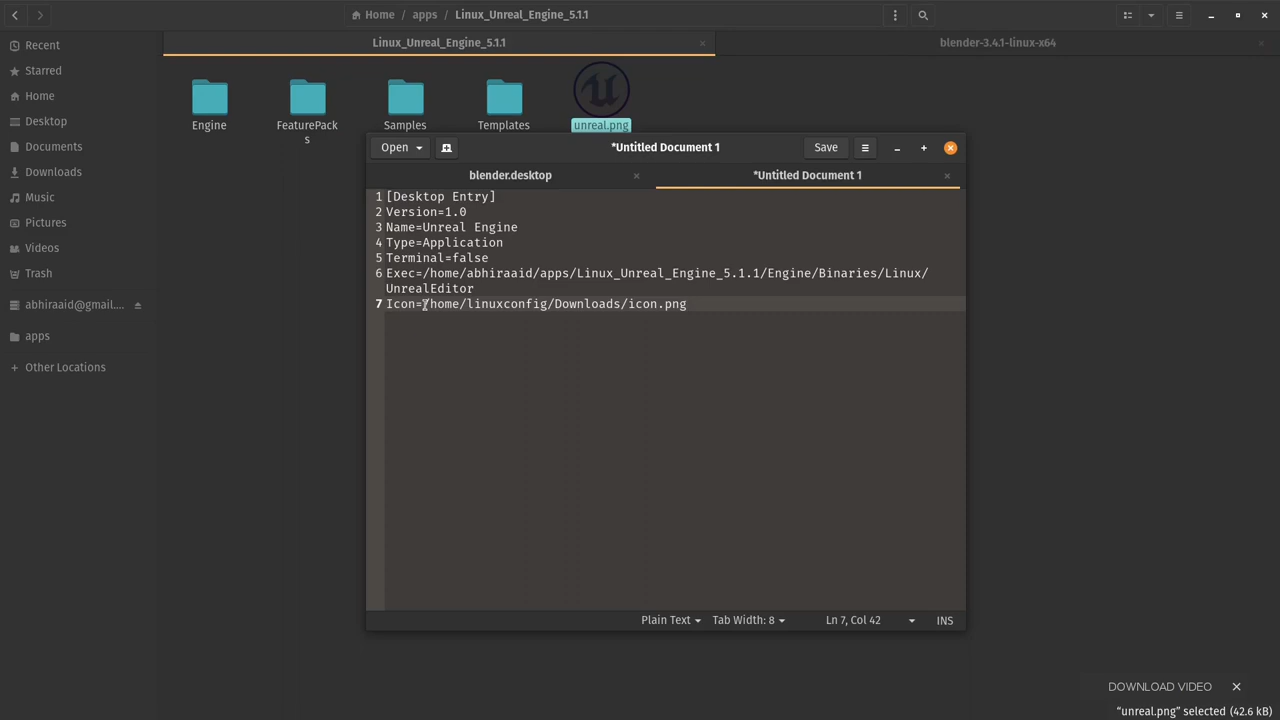 Home / apps / Linux_Unreal_Engine_5.1.1
Linux_Unreal_Engine_5.1.1
blender-3.4.1-linux-x64
Recent
Starred
Home
Desktop
Documents
Downloads
Music
Pictures
Videos
Trash
abhiraaid@gmail....
apps
+ Other Locations
Engine
FeaturePack
s
Samples
Templates
unreal.png
Open
*Untitled Document 1
Save
blender.desktop
*Untitled Document 1
1 [Desktop Entry]
2 Version=1.0
3 Name=Unreal Engine
4 Type=Application
5 Terminal=false
6 Exec=/home/abhiraaid/apps/Linux_Unreal_Engine_5.1.1/Engine/Binaries/Linux/
UnrealEditor
7 Icon=/home/linuxconfig/Downloads/icon.png
Plain Text
Tab Width: 8
Ln 7, Col 42
INS
DOWNLOAD VIDEO
“unreal.png” selected (42.6 kB)